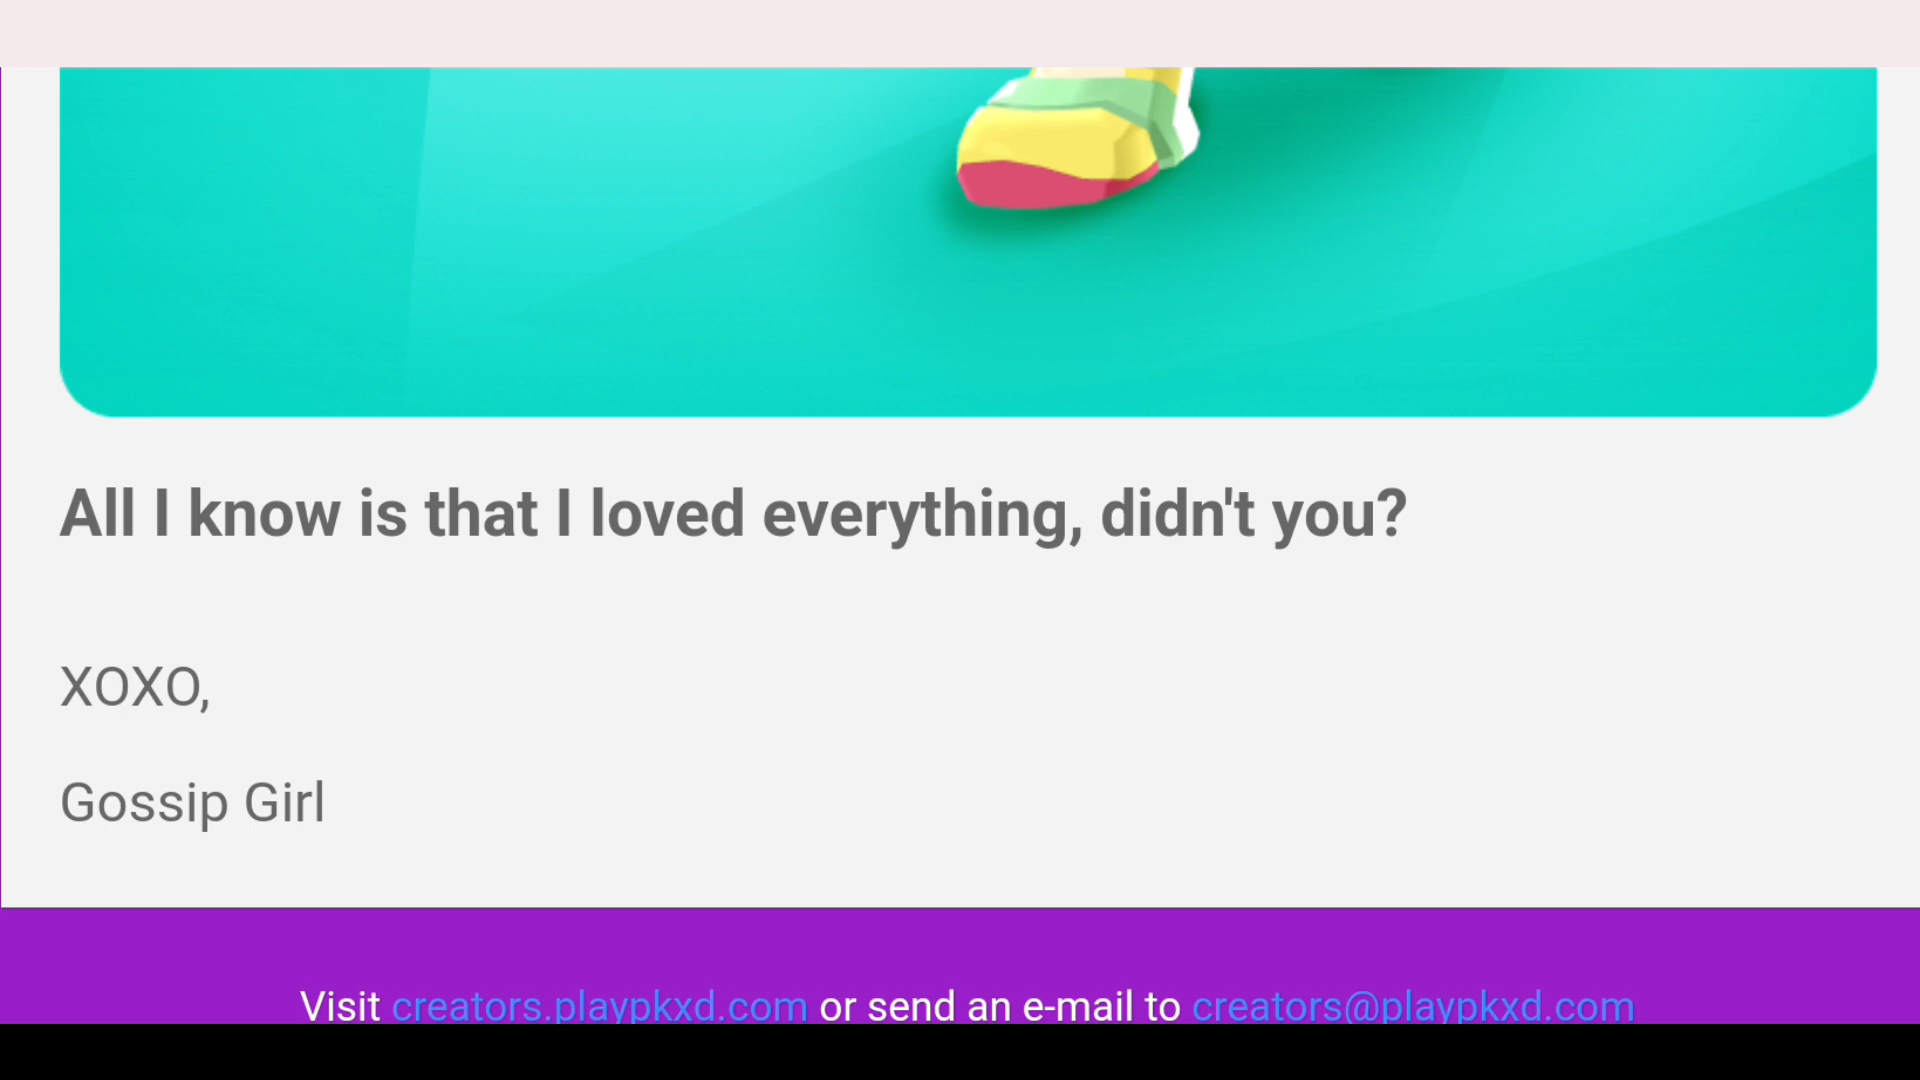 All I know is that I loved everything, didn't you?
XOXO,
Gossip Girl
Visit creators.playpkxd.com or send an e-mail to creators@playpkxd.com